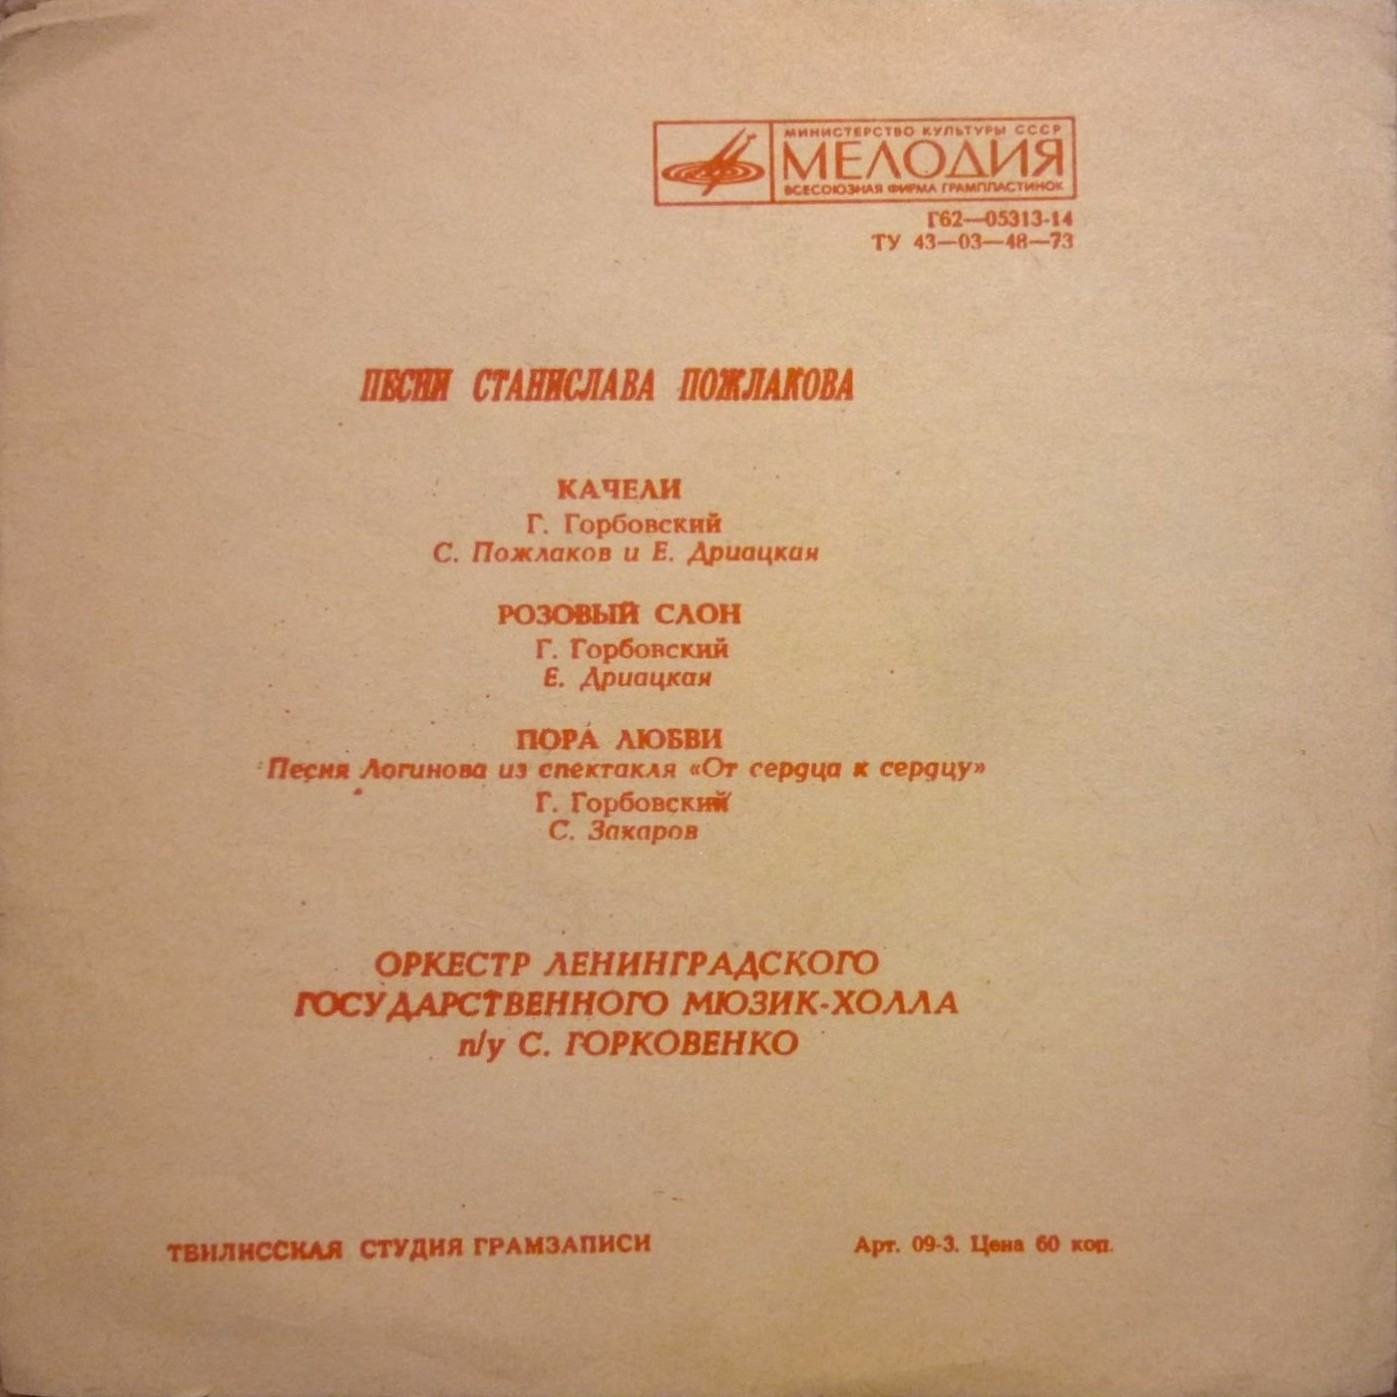 МИНИСТЕРСТВО КУЛЬТУРЫ СССР
МЕЛОДИЯ
ВСЕСОЮЗНАЯ ФИРМА ГРАМПЛАСТИНОК
Г62—05313-14
ТУ 43—03—48—73
ПЕСНИ СТАНИСЛАВА ПОЖЛАКОВА
КАЧЕЛИ
Г. Горбовский
С. Пожлаков и Е. Дриацкая
РОЗОВЫЙ СЛОН
Г. Горбовский
Е. Дриацкая
ПОРА ЛЮБВИ
Песня Логинова из спектакля «От сердца к сердцу»
Г. Горбовский
С. Захаров
ОРКЕСТР ЛЕНИНГРАДСКОГО
ГОСУДАРСТВЕННОГО МЮЗИК-ХОЛЛА
п/у С. ГОРКОВЕНКО
ТБИЛИССКАЯ СТУДИЯ ГРАМЗАПИСИ
Арт. 09-3. Цена 60 коп.